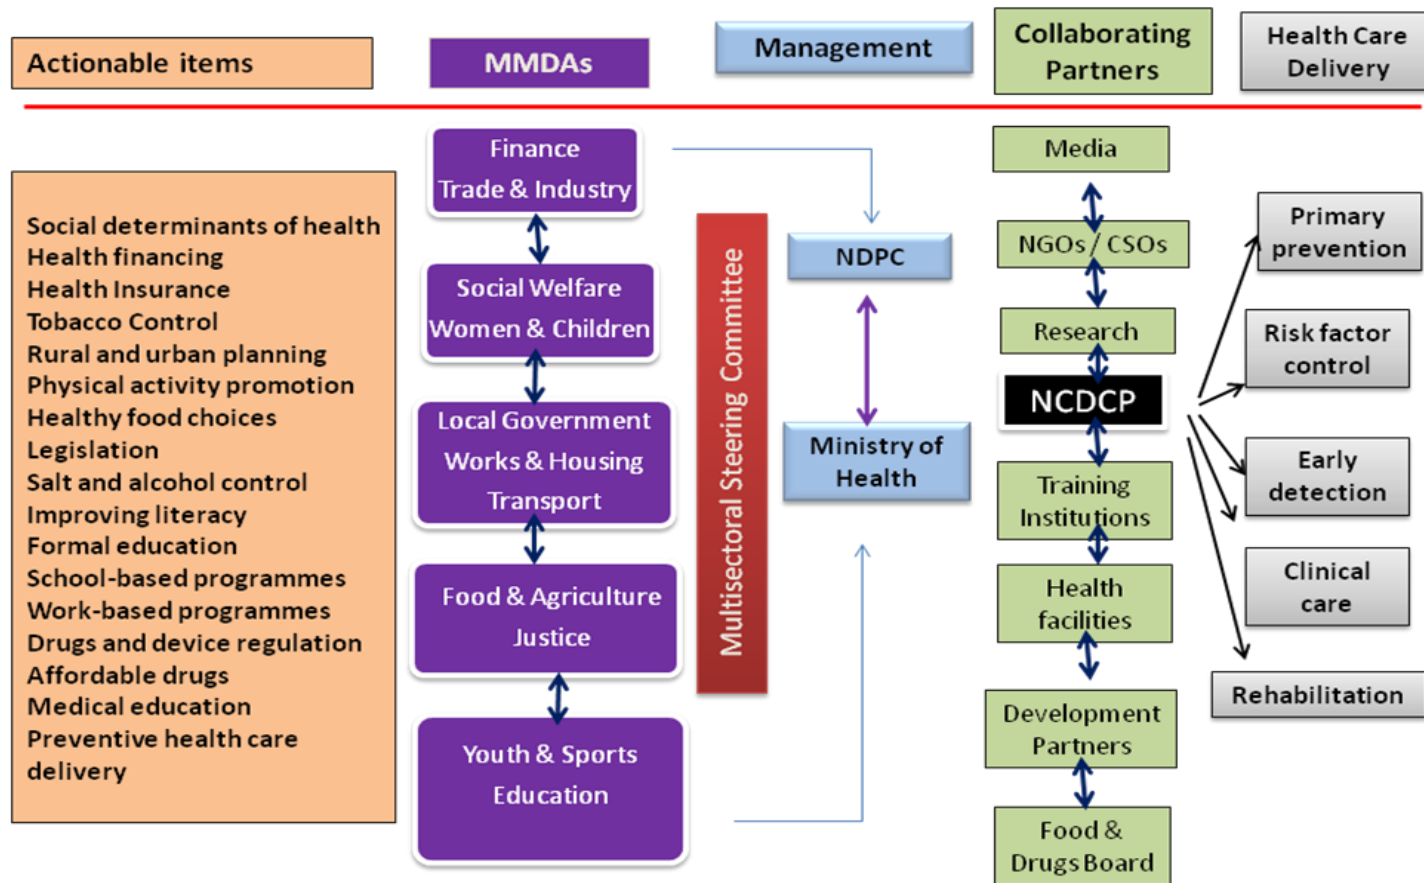 Actionable items
MMDAs
Management
Collaborating
Partners
Health Care
Delivery
Social determinants of health
Health financing
Health Insurance
Tobacco Control
Rural and urban planning
Physical activity promotion
Healthy food choices
Legislation
Salt and alcohol control
Improving literacy
Formal education
School-based programmes
Work-based programmes
Drugs and device regulation
Affordable drugs
Medical education
Preventive health care
delivery
Finance
Trade & Industry
Social Welfare
Women & Children
Local Government
Works & Housing
Transport
Food & Agriculture
Justice
Youth & Sports
Education
Multisectoral Steering Committee
NDPC
Ministry of
Health
Media
NGOs / CSOs
Research
NCDCP
Training
Institutions
Health
facilities
Development
Partners
Food &
Drugs Board
Primary
prevention
Risk factor
control
Early
detection
Clinical
care
Rehabilitation